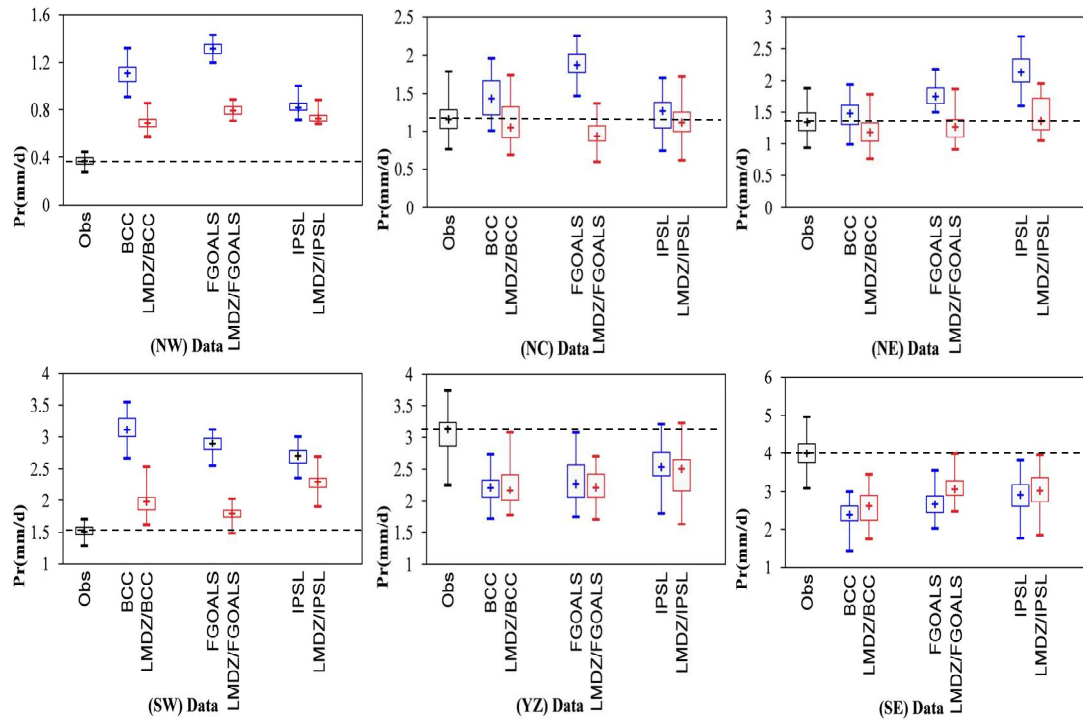 Pr(mm/d)
1.6
1.2
0.8
0.4
0
Obs
BCC
LMDZ/BCC
FGOALS
LMDZ/FGOALS
IPSL
LMDZ/IPSL
(NW) Data
Pr(mm/d)
2.5
2
1.5
1
0.5
0
Obs
BCC
LMDZ/BCC
FGOALS
LMDZ/FGOALS
IPSL
LMDZ/IPSL
(NC) Data
Pr(mm/d)
3
2.5
2
1.5
1
0.5
0
Obs
BCC
LMDZ/BCC
FGOALS
LMDZ/FGOALS
IPSL
LMDZ/IPSL
(NE) Data
Pr(mm/d)
4
3.5
3
2.5
2
1.5
1
Obs
BCC
LMDZ/BCC
FGOALS
LMDZ/FGOALS
IPSL
LMDZ/IPSL
(SW) Data
Pr(mm/d)
4
3.5
3
2.5
2
1.5
1
Obs
BCC
LMDZ/BCC
FGOALS
LMDZ/FGOALS
IPSL
LMDZ/IPSL
(YZ) Data
Pr(mm/d)
6
5
4
3
2
1
Obs
BCC
LMDZ/BCC
FGOALS
LMDZ/FGOALS
IPSL
LMDZ/IPSL
(SE) Data